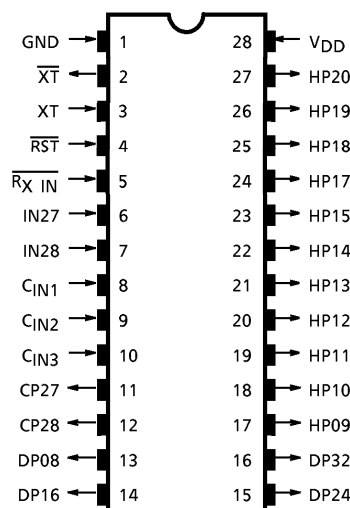 GND 1 28 VDD
XT 2 27 HP20
XT 3 26 HP19
RST 4 25 HP18
RX IN 5 24 HP17
IN27 6 23 HP15
IN28 7 22 HP14
CIN1 8 21 HP13
CIN2 9 20 HP12
CIN3 10 19 HP11
CP27 11 18 HP10
CP28 12 17 HP09
DP08 13 16 DP32
DP16 14 15 DP24